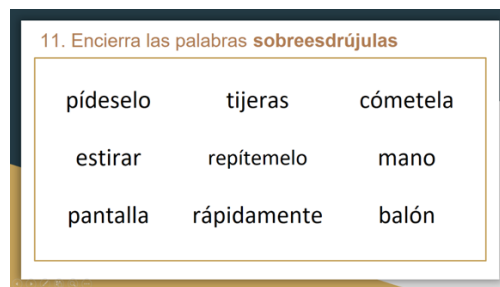 11. Encierra las palabras sobreesdrújulas
pídeselo tijeras cómetela
estirar repítemelo mano
pantalla rápidamente balón